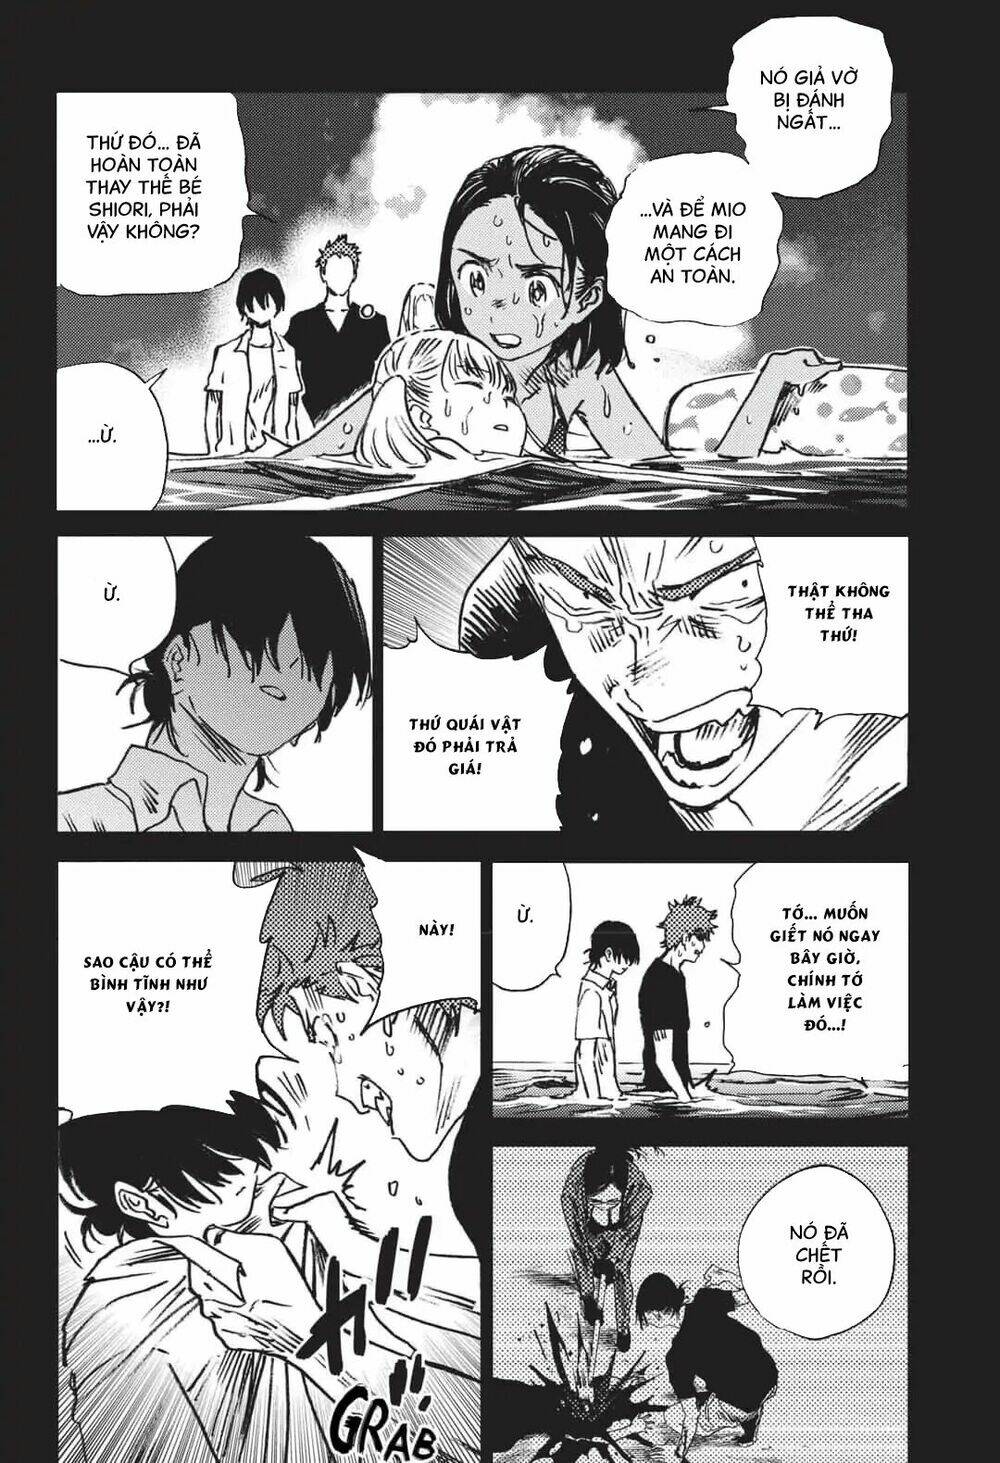 NÓ GIẢ VỜ
BỊ ĐÁNH
NGẤT...
...VÀ ĐỂ MIO
MANG ĐI
MỘT CÁCH
AN TOÀN.
THỨ ĐÓ... ĐÃ
HOÀN TOÀN
THAY THẾ BÉ
SHIORI, PHẢI
VẬY KHÔNG?
...Ừ.
THẬT KHÔNG
THỂ THA
THỨ!
THỨ QUÁI VẬT
ĐÓ PHẢI TRẢ
GIÁ!
Ừ.
TỚ... MUỐN
GIẾT NÓ NGAY
BÂY GIỜ,
CHÍNH TỚ
LÀM VIỆC
ĐÓ...!
Ừ.
NÓ ĐÃ
CHẾT
RỒI.
NÀY!
SAO CẬU CÓ THỂ
BÌNH TĨNH NHƯ
VẬY?!
ガッ
GRAB